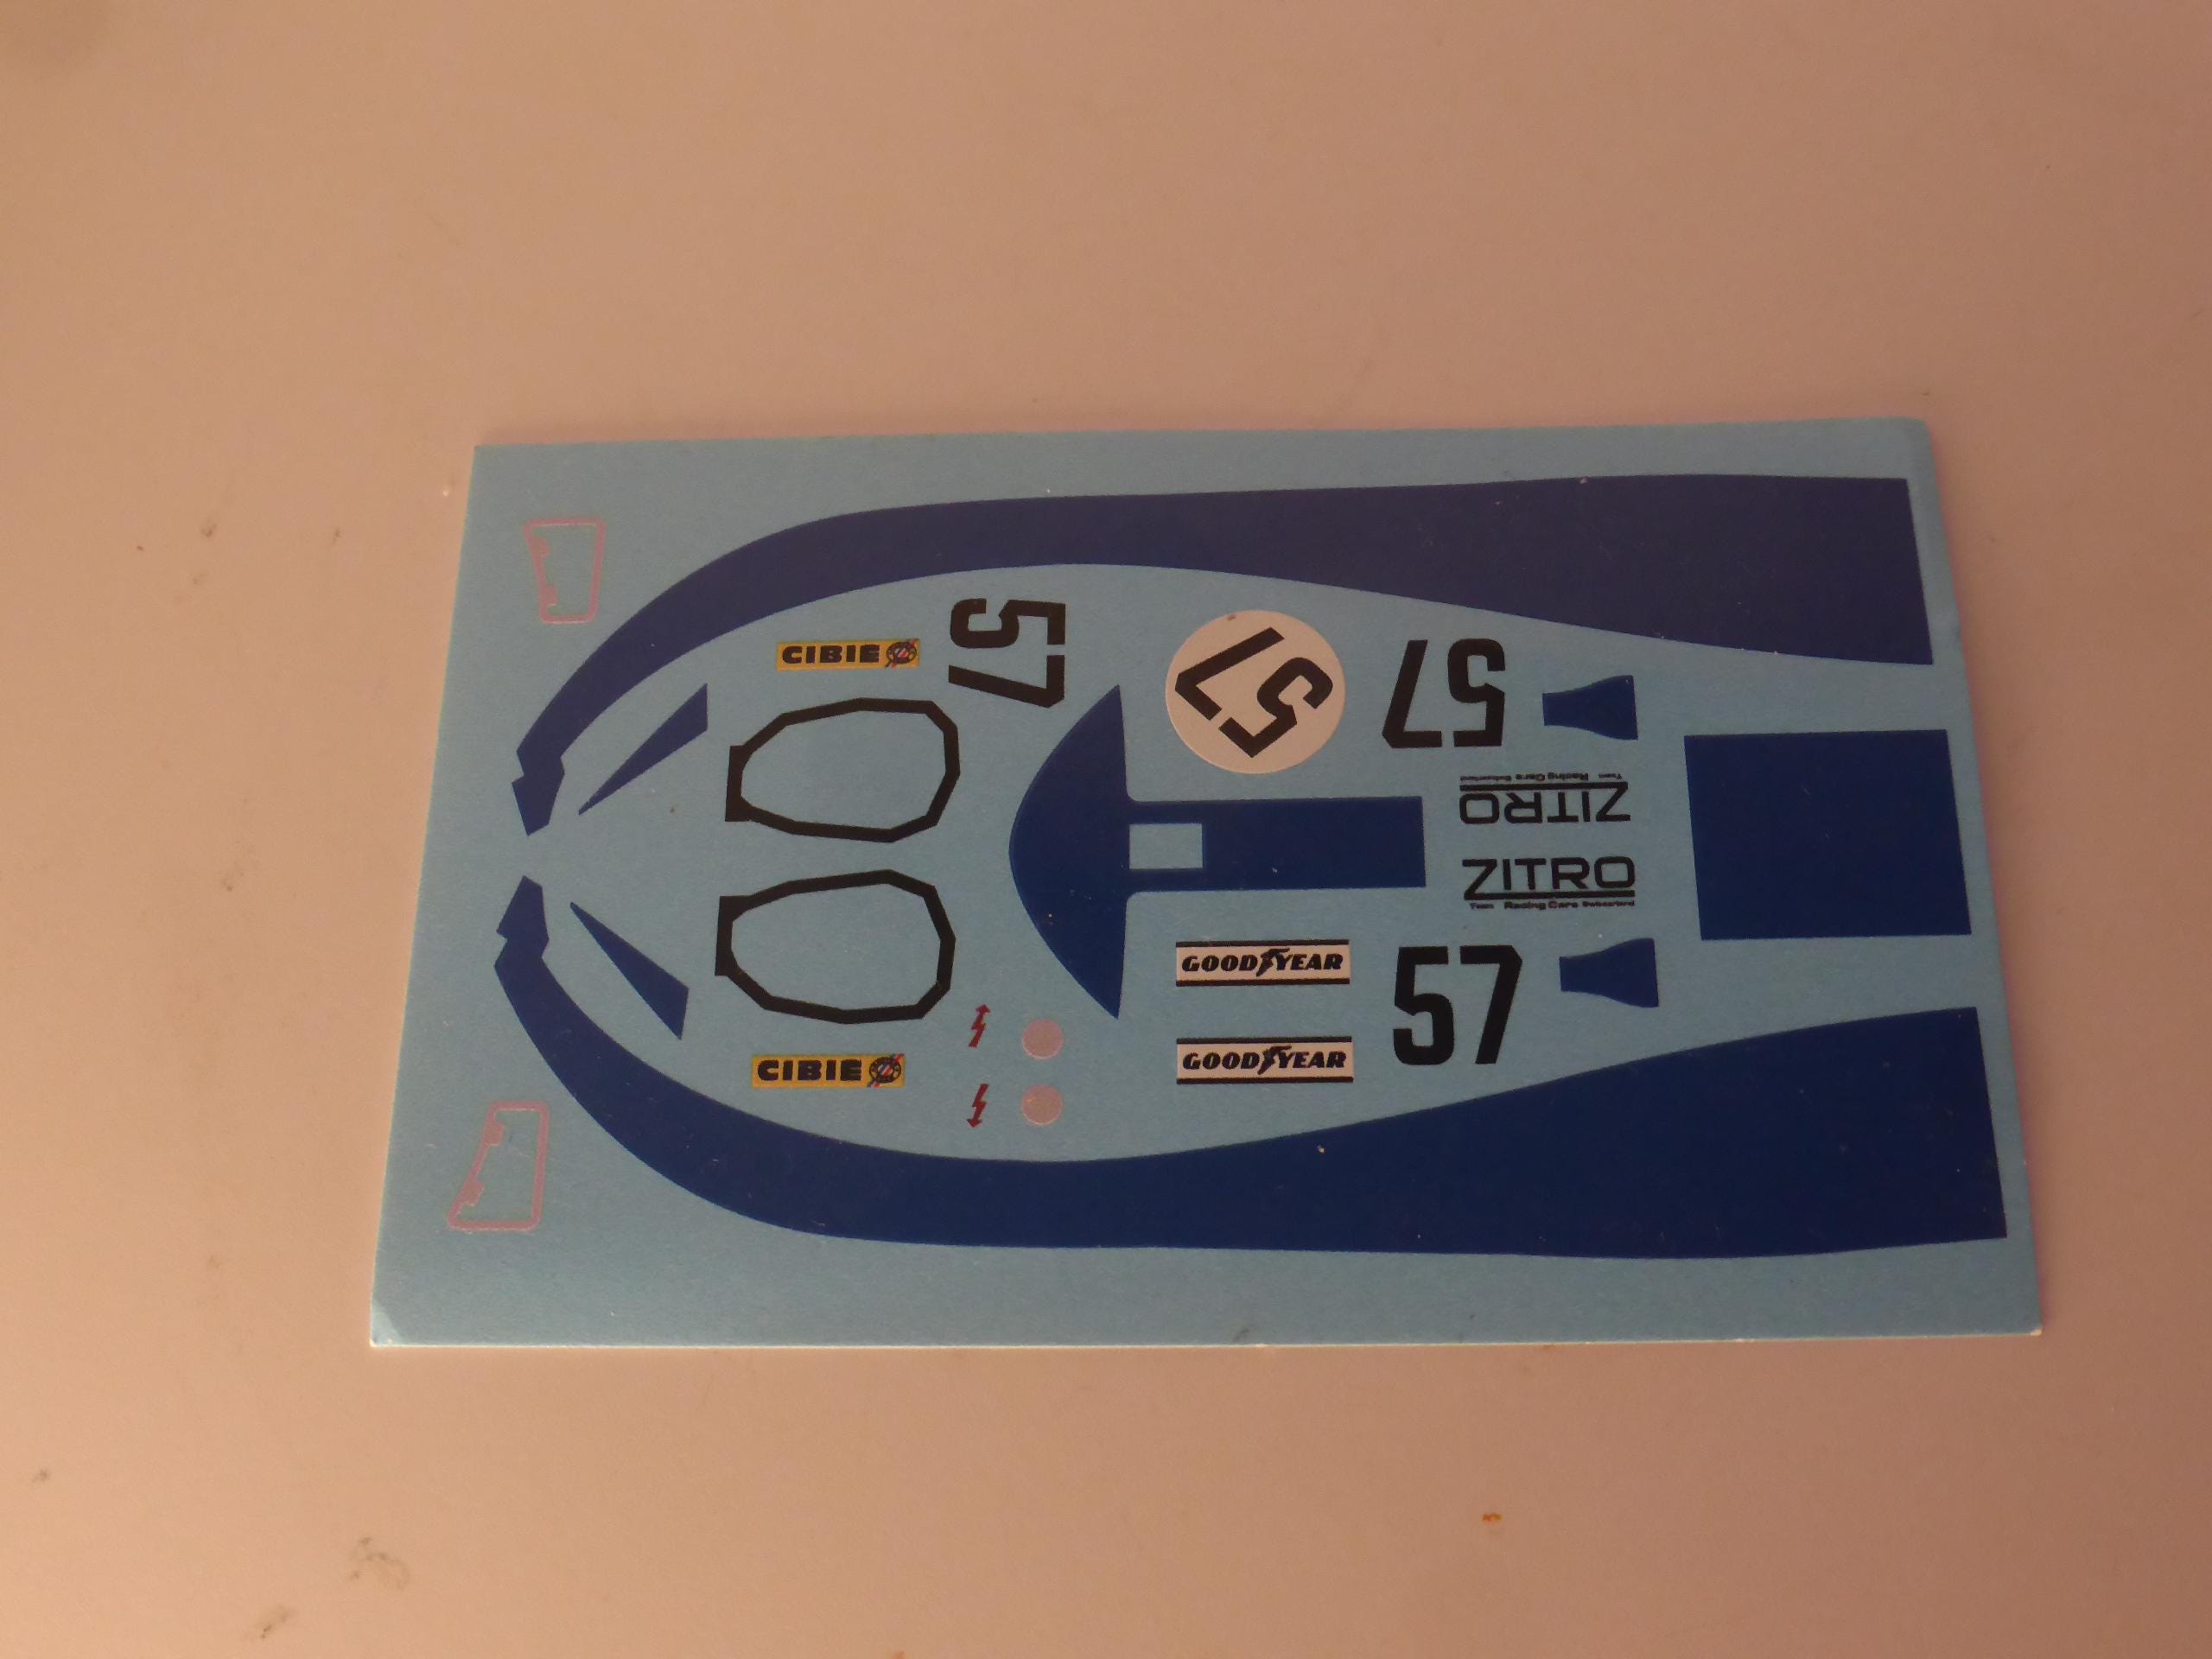 57
CIBIE
57
57
ZITRO
Team Racing Cars Switzerland
ZITRO
Team Racing Cars Switzerland
GOODYEAR
57
GOODYEAR
CIBIE